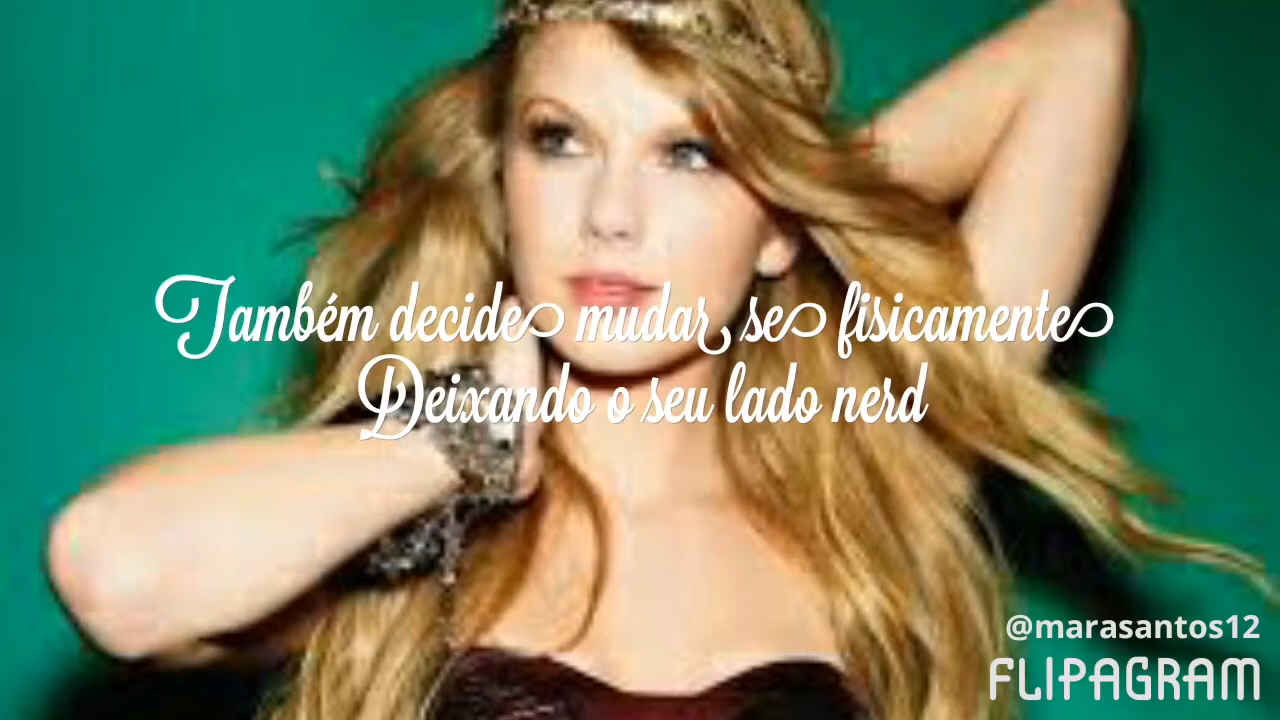 Também decide mudar se fisicamente
Deixando o seu lado nerd
@marasantos12
FLIPAGRAM